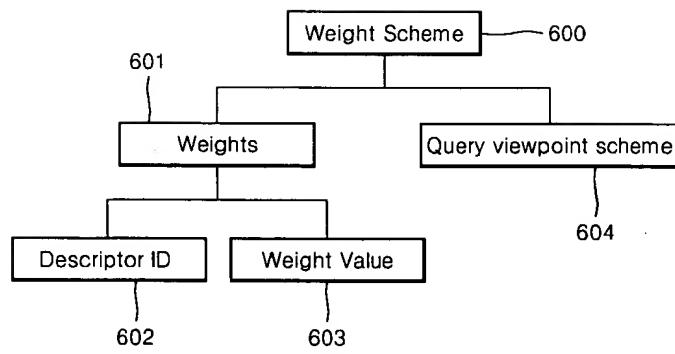 Weight Scheme
600
601
Weights
Query viewpoint scheme
604
Descriptor ID
Weight Value
602
603